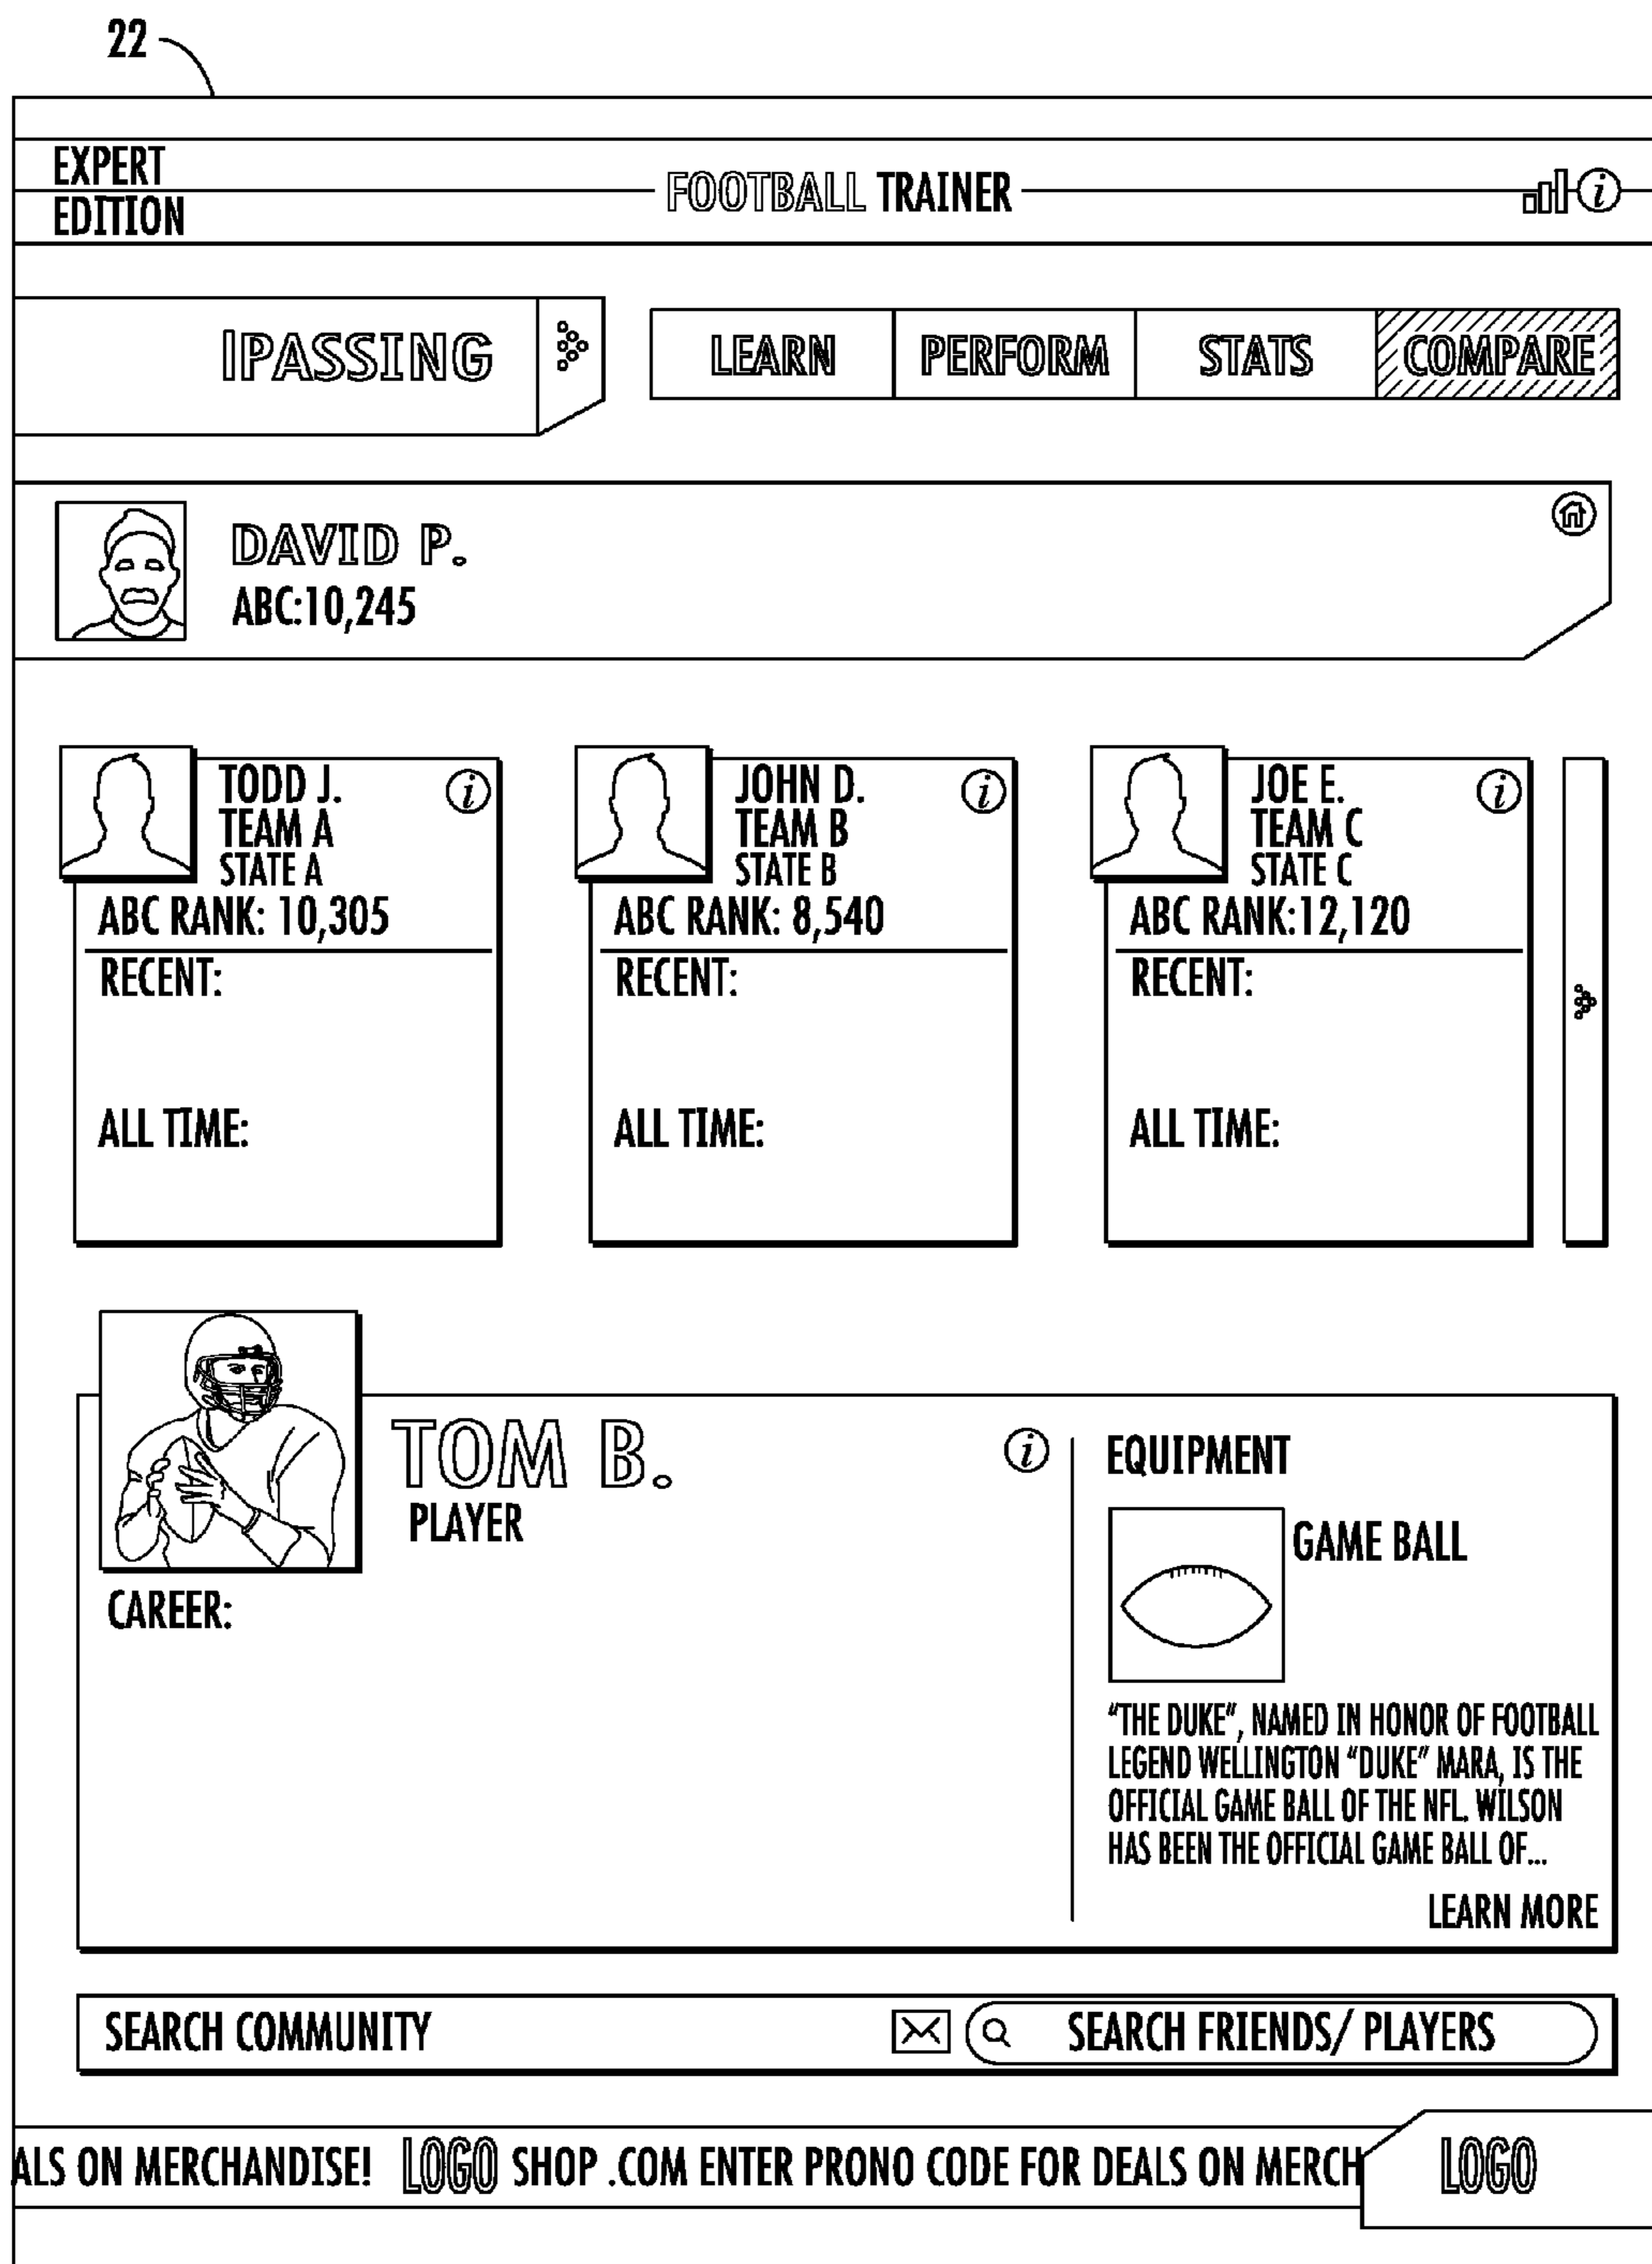 22
EXPERT
EDITION
FOOTBALL TRAINER
i
PASSING
LEARN
PERFORM
STATS
COMPARE
DAVID P.
ABC:10,245
TODD J.
TEAM A
STATE A
i
ABC RANK: 10,305
RECENT:
ALL TIME:
JOHN D.
TEAM B
STATE B
i
ABC RANK: 8,540
RECENT:
ALL TIME:
JOE E.
TEAM C
STATE C
i
ABC RANK:12,120
RECENT:
ALL TIME:
TOM B.
PLAYER
i
CAREER:
EQUIPMENT
GAME BALL
“THE DUKE”, NAMED IN HONOR OF FOOTBALL
LEGEND WELLINGTON “DUKE” MARA, IS THE
OFFICIAL GAME BALL OF THE NFL. WILSON
HAS BEEN THE OFFICIAL GAME BALL OF...
LEARN MORE
SEARCH COMMUNITY
SEARCH FRIENDS/ PLAYERS
ALS ON MERCHANDISE! LOGO SHOP .COM ENTER PRONO CODE FOR DEALS ON MERCH
LOGO